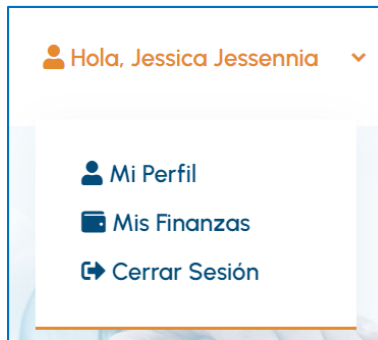 Hola, Jessica Jessennia
Mi Perfil
Mis Finanzas
Cerrar Sesión